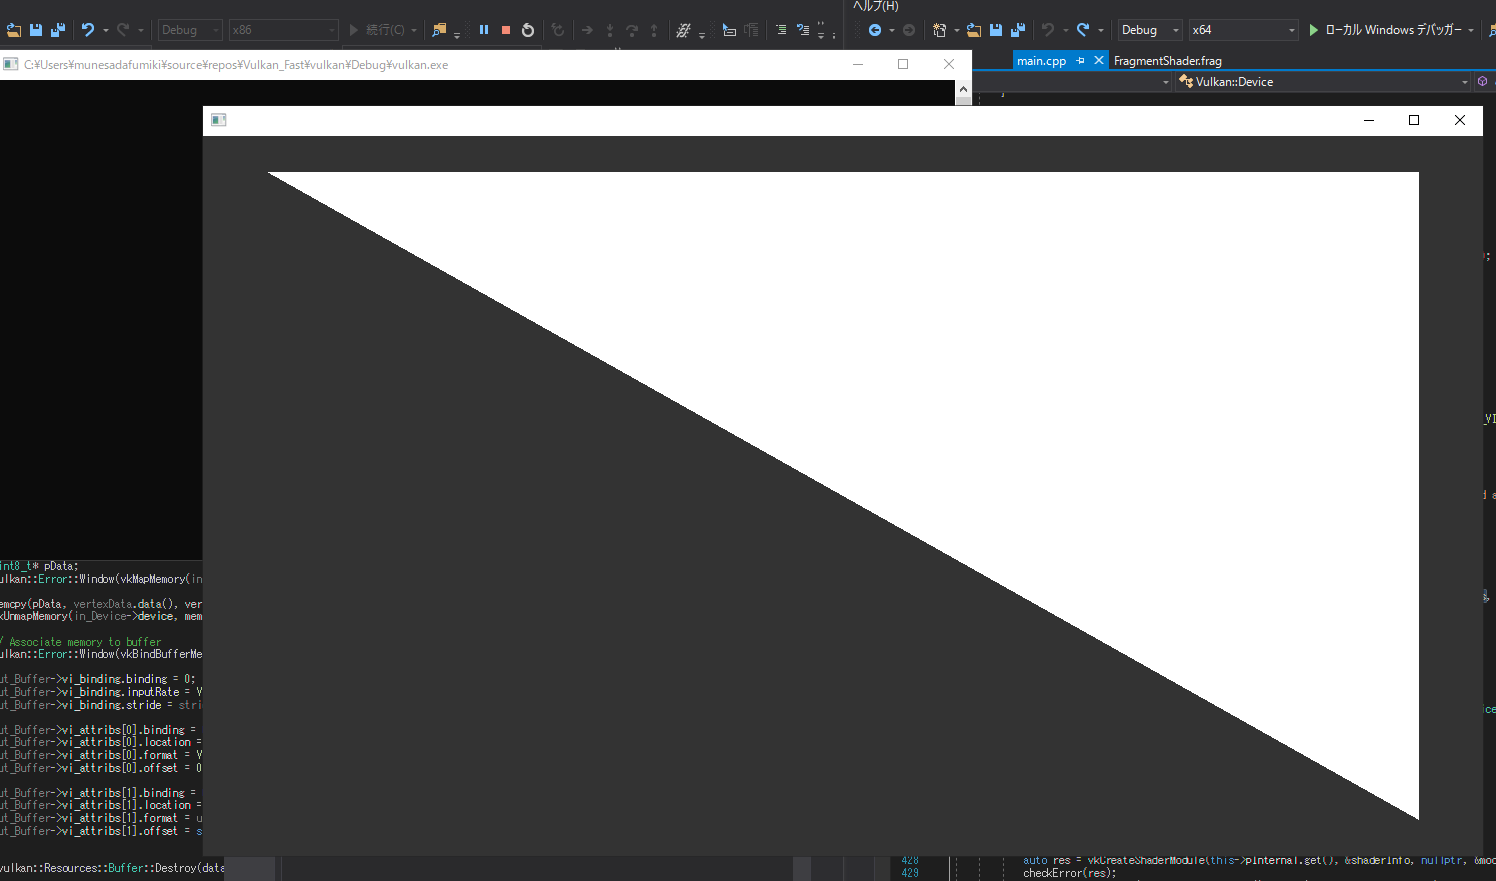 ヘルプ(H)
Debug x86 続行(C)
Debug x64 ローカル Windows デバッガー
C:¥Users¥munesadafumiki¥source¥repos¥Vulkan_Fast¥vulkan¥Debug¥vulkan.exe
main.cpp FragmentShader.frag
Vulkan::Device
int8_t* pData;
ulkan::Error::Window(vkMapMemory(in
emcpy(pData, vertexData.data(), ver
kUnmapMemory(in_Device->device, mem
/ Associate memory to buffer
ulkan::Error::Window(vkBindBufferMe
ut_Buffer->vi_binding.binding = 0;
ut_Buffer->vi_binding.inputRate = V
ut_Buffer->vi_binding.stride = stri
ut_Buffer->vi_attribs[0].binding =
ut_Buffer->vi_attribs[0].location =
ut_Buffer->vi_attribs[0].format = V
ut_Buffer->vi_attribs[0].offset = 0
ut_Buffer->vi_attribs[1].binding =
ut_Buffer->vi_attribs[1].location =
ut_Buffer->vi_attribs[1].format = u
ut_Buffer->vi_attribs[1].offset = s
vulkan::Resources::Buffer::Destroy(data
428 auto res = vkCreateShaderModule(this->pInternal.get(), &shaderInfo, nullptr, &moc
429 checkError(res);